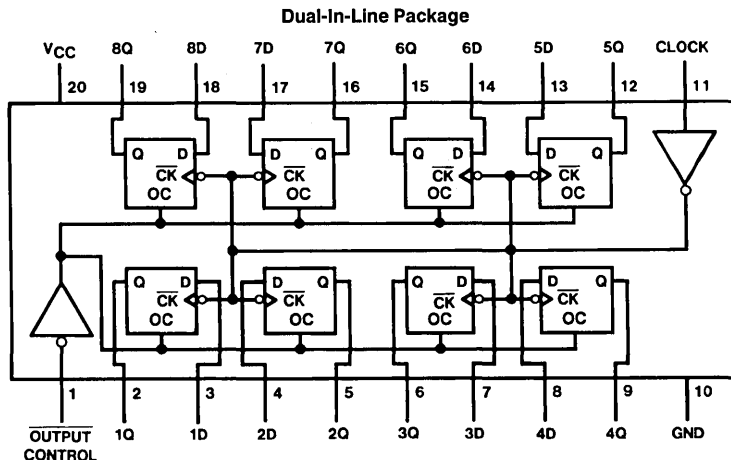 Dual-In-Line Package
VCC 8Q 8D 7D 7Q 6Q 6D 5D 5Q CLOCK
20 19 18 17 16 15 14 13 12 11
Q D D Q Q D D Q
CK CK CK CK
OC OC OC OC
Q D D Q Q D D Q
CK CK CK CK
OC OC OC OC
1 2 3 4 5 6 7 8 9 10
OUTPUT 1Q 1D 2D 2Q 3Q 3D 4D 4Q GND
CONTROL